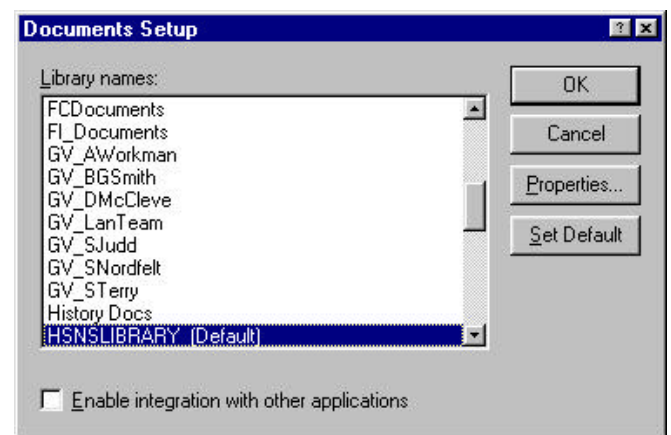 Documents Setup
Library names:
FCDocuments
FI_Documents
GV_AWorkman
GV_BGSmith
GV_DMcCleve
GV_LanTeam
GV_SJudd
GV_SNordfelt
GV_STerry
History Docs
HSNSLIBRARY (Default)
OK
Cancel
Properties...
Set Default
Enable integration with other applications